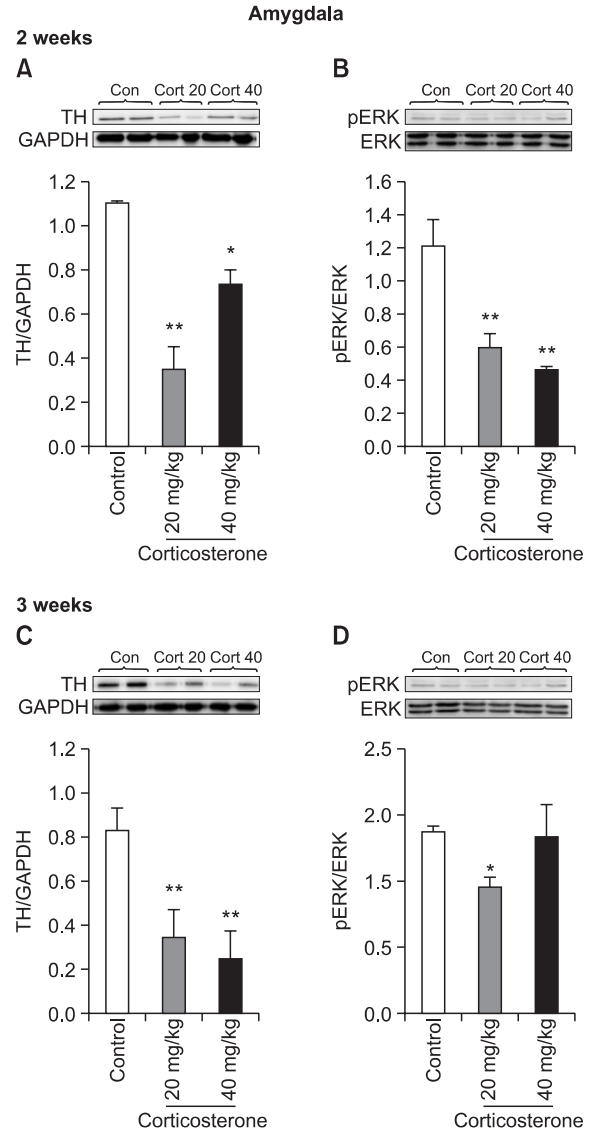 Amygdala
2 weeks
A
Con Cort 20 Cort 40
TH
GAPDH
1.2
1.0
0.8
0.6
0.4
0.2
0.0
TH/GAPDH
**
*
Control
20 mg/kg
40 mg/kg
Corticosterone
B
Con Cort 20 Cort 40
pERK
ERK
1.6
1.4
1.2
1.0
0.8
0.6
0.4
0.2
0.0
pERK/ERK
**
**
Control
20 mg/kg
40 mg/kg
Corticosterone
3 weeks
C
Con Cort 20 Cort 40
TH
GAPDH
1.2
1.0
0.8
0.6
0.4
0.2
0.0
TH/GAPDH
**
**
Control
20 mg/kg
40 mg/kg
Corticosterone
D
Con Cort 20 Cort 40
pERK
ERK
2.5
2.0
1.5
0.5
0.0
pERK/ERK
*
Control
20 mg/kg
40 mg/kg
Corticosterone